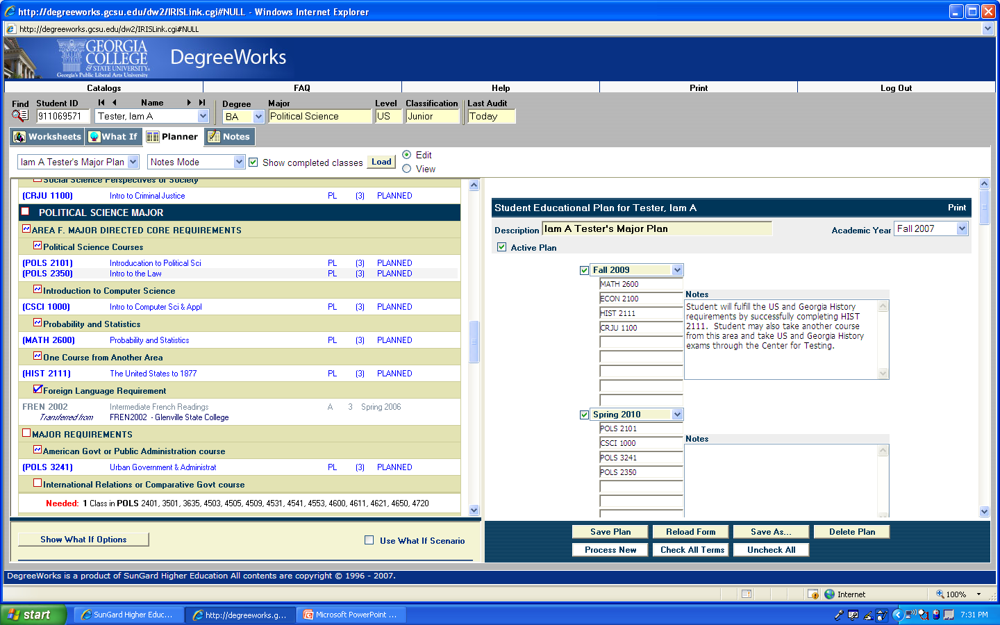 http://degreeworks.gcsu.edu/dw2/IRISLink.cgi#NULL - Windows Internet Explorer
http://degreeworks.gcsu.edu/dw2/IRISLink.cgi#NULL
GEORGIA
COLLEGE
& STATE UNIVERSITY
Georgia's Public Liberal Arts University
DegreeWorks
Catalogs FAQ Help Print Log Out
Find Student ID Name Degree Major Level Classification Last Audit
911069571 Tester, Iam A BA Political Science US Junior Today
Worksheets What If Planner Notes
Iam A Tester's Major Plan Notes Mode Show completed classes Load Edit
View
Social Science Perspectives of Society
(CRJU 1100) Intro to Criminal Justice PL (3) PLANNED
POLITICAL SCIENCE MAJOR
AREA F. MAJOR DIRECTED CORE REQUIREMENTS
Political Science Courses
(POLS 2101) Introducation to Political Sci PL (3) PLANNED
(POLS 2350) Intro to the Law PL (3) PLANNED
Introduction to Computer Science
(CSCI 1000) Intro to Computer Sci & Appl PL (3) PLANNED
Probability and Statistics
(MATH 2600) Probability and Statistics PL (3) PLANNED
One Course from Another Area
(HIST 2111) The United States to 1877 PL (3) PLANNED
Foreign Language Requirement
FREN 2002 Intermediate French Readings A 3 Spring 2006
Transferred from FREN2002 - Glenville State College
MAJOR REQUIREMENTS
American Govt or Public Administration course
(POLS 3241) Urban Government & Administrat PL (3) PLANNED
International Relations or Comparative Govt course
Needed: 1 Class in POLS 2401, 3501, 3635, 4503, 4505, 4509, 4531, 4541, 4553, 4600, 4611, 4621, 4650, 4720
Show What If Options Use What If Scenario
Student Educational Plan for Tester, Iam A Print
Description Iam A Tester's Major Plan Academic Year Fall 2007
Active Plan
Fall 2009
MATH 2600
ECON 2100
HIST 2111
CRJU 1100
Notes
Student will fulfill the US and Georgia History
requirements by successfully completing HIST
2111. Student may also take another course
from this area and take US and Georgia History
exams through the Center for Testing.
Spring 2010
POLS 2101
CSCI 1000
POLS 3241
POLS 2350
Notes
Save Plan Reload Form Save As... Delete Plan
Process New Check All Terms Uncheck All
DegreeWorks is a product of SunGard Higher Education All contents are copyright © 1996 - 2007.
Internet 100%
start SunGard Higher Educ... http://degreeworks.g... Microsoft PowerPoint ... 7:31 PM